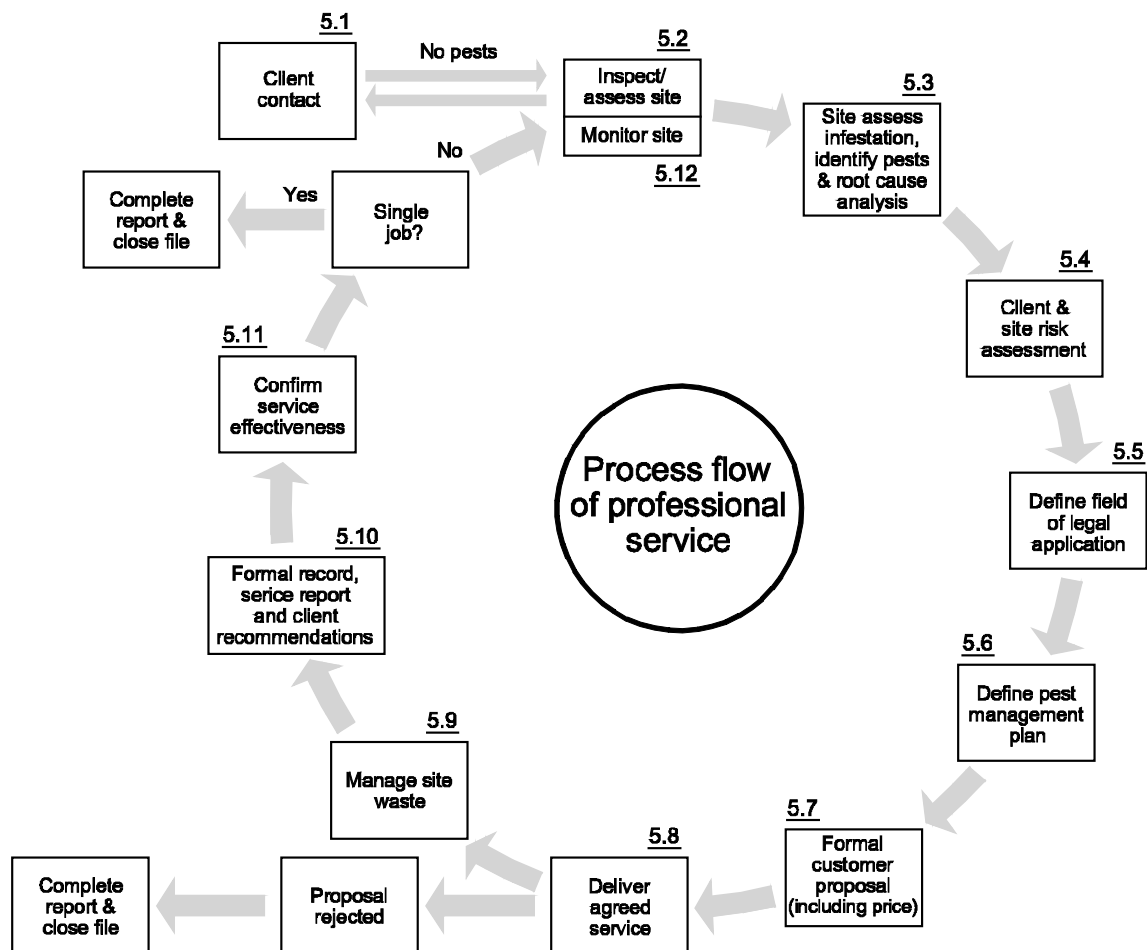 5.1
Client
contact
No pests
5.2
Inspect/
assess site
Monitor site
5.12
5.3
Site assess
infestation,
identify pests
& root cause
analysis
5.4
Client &
site risk
assessment
5.5
Define field
of legal
application
5.6
Define pest
management
plan
5.7
Formal
customer
proposal
(including price)
5.8
Deliver
agreed
service
Proposal
rejected
Complete
report &
close file
5.9
Manage site
waste
5.10
Formal record,
serice report
and client
recommendations
5.11
Confirm
service
effectiveness
Single
job?
Yes
No
Complete
report &
close file
Process flow
of professional
service